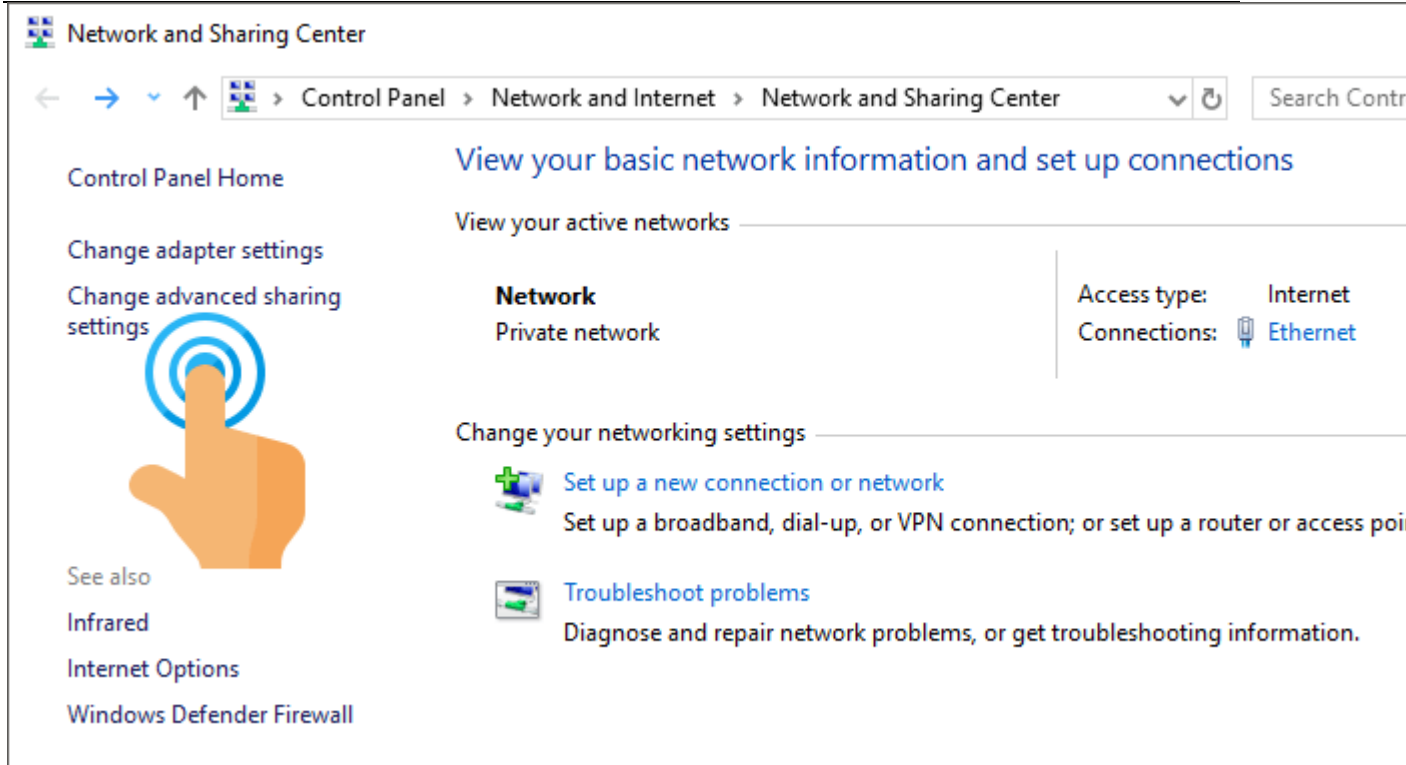 Network and Sharing Center
Control Panel > Network and Internet > Network and Sharing Center
Search Contr
Control Panel Home
Change adapter settings
Change advanced sharing
settings
See also
Infrared
Internet Options
Windows Defender Firewall
View your basic network information and set up connections
View your active networks
Network
Private network
Access type: Internet
Connections: Ethernet
Change your networking settings
Set up a new connection or network
Set up a broadband, dial-up, or VPN connection; or set up a router or access poi
Troubleshoot problems
Diagnose and repair network problems, or get troubleshooting information.